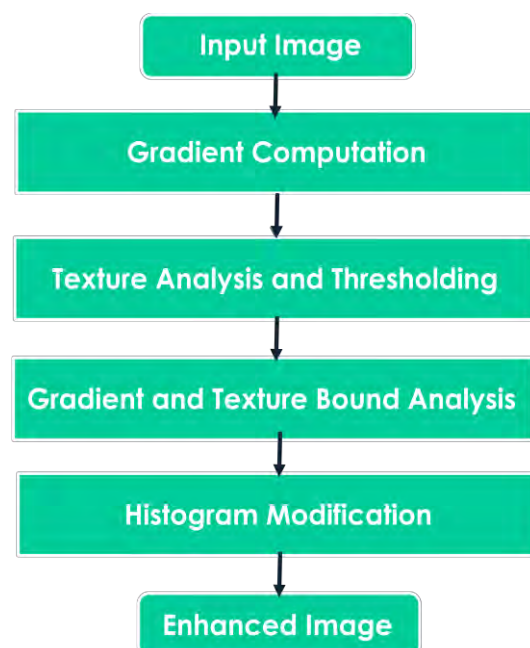 Input Image
Gradient Computation
Texture Analysis and Thresholding
Gradient and Texture Bound Analysis
Histogram Modification
Enhanced Image